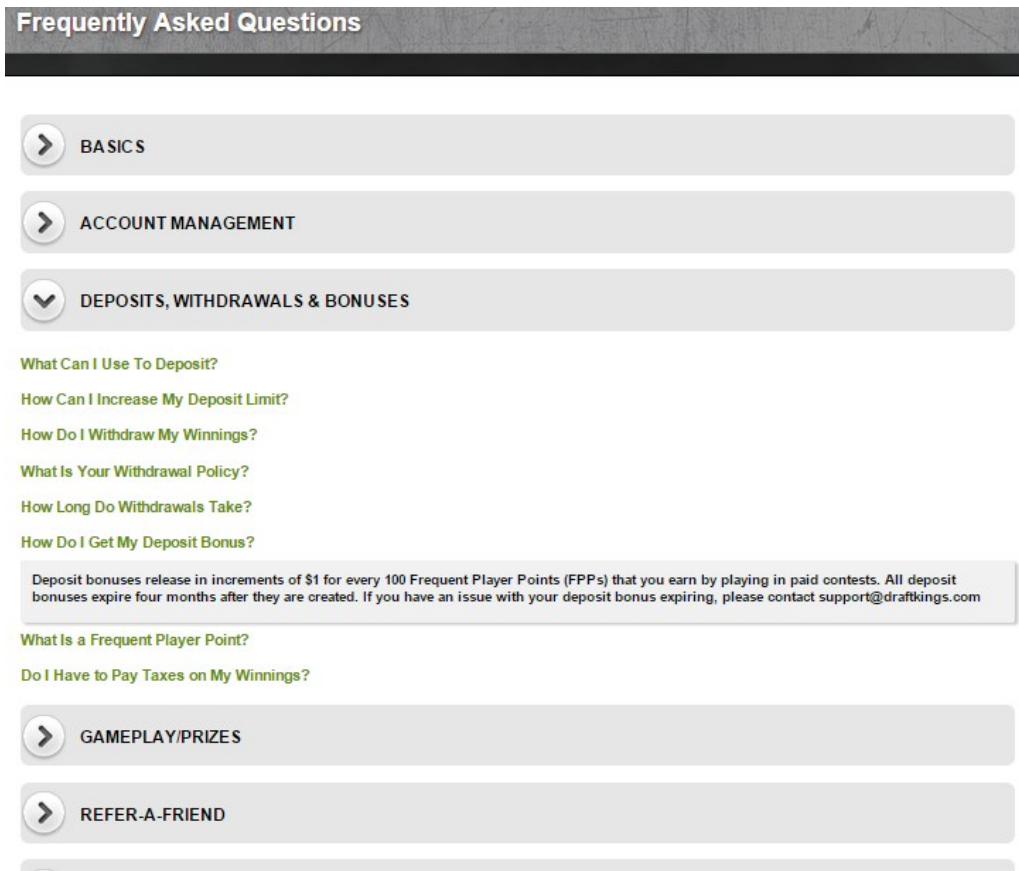 Frequently Asked Questions
BASICS
ACCOUNT MANAGEMENT
DEPOSITS, WITHDRAWALS & BONUSES
What Can I Use To Deposit?
How Can I Increase My Deposit Limit?
How Do I Withdraw My Winnings?
What Is Your Withdrawal Policy?
How Long Do Withdrawals Take?
How Do I Get My Deposit Bonus?
Deposit bonuses release in increments of $1 for every 100 Frequent Player Points (FPPs) that you earn by playing in paid contests. All deposit
bonuses expire four months after they are created. If you have an issue with your deposit bonus expiring, please contact support@draftkings.com
What Is a Frequent Player Point?
Do I Have to Pay Taxes on My Winnings?
GAMEPLAY/PRIZES
REFER-A-FRIEND